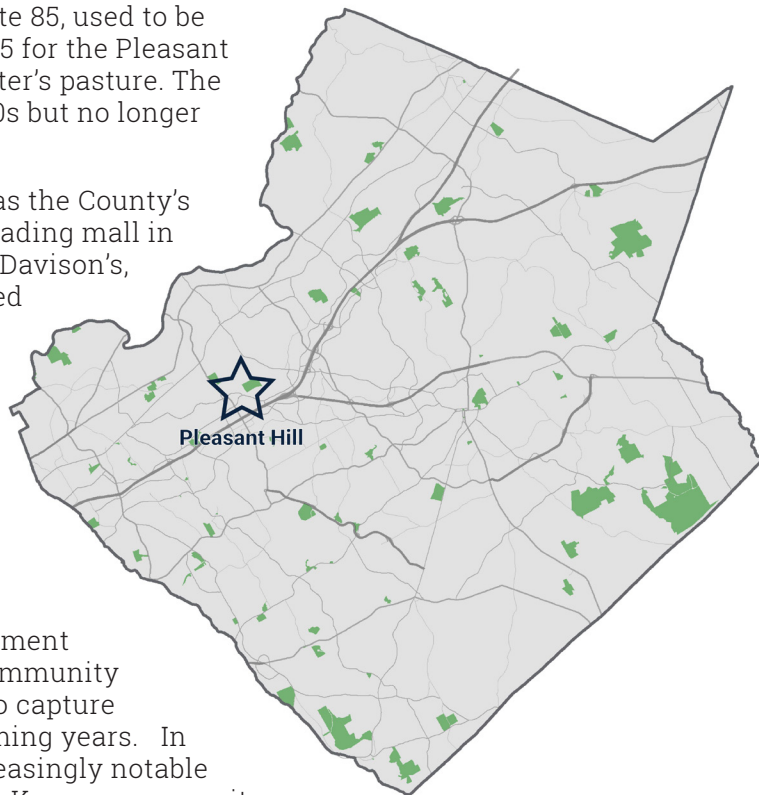 te 85, used to be
5 for the Pleasant
ter's pasture. The
0s but no longer
as the County's
ading mall in
Davison's,
ed
Pleasant Hill
ment
mmunity
o capture
ning years. In
easingly notable